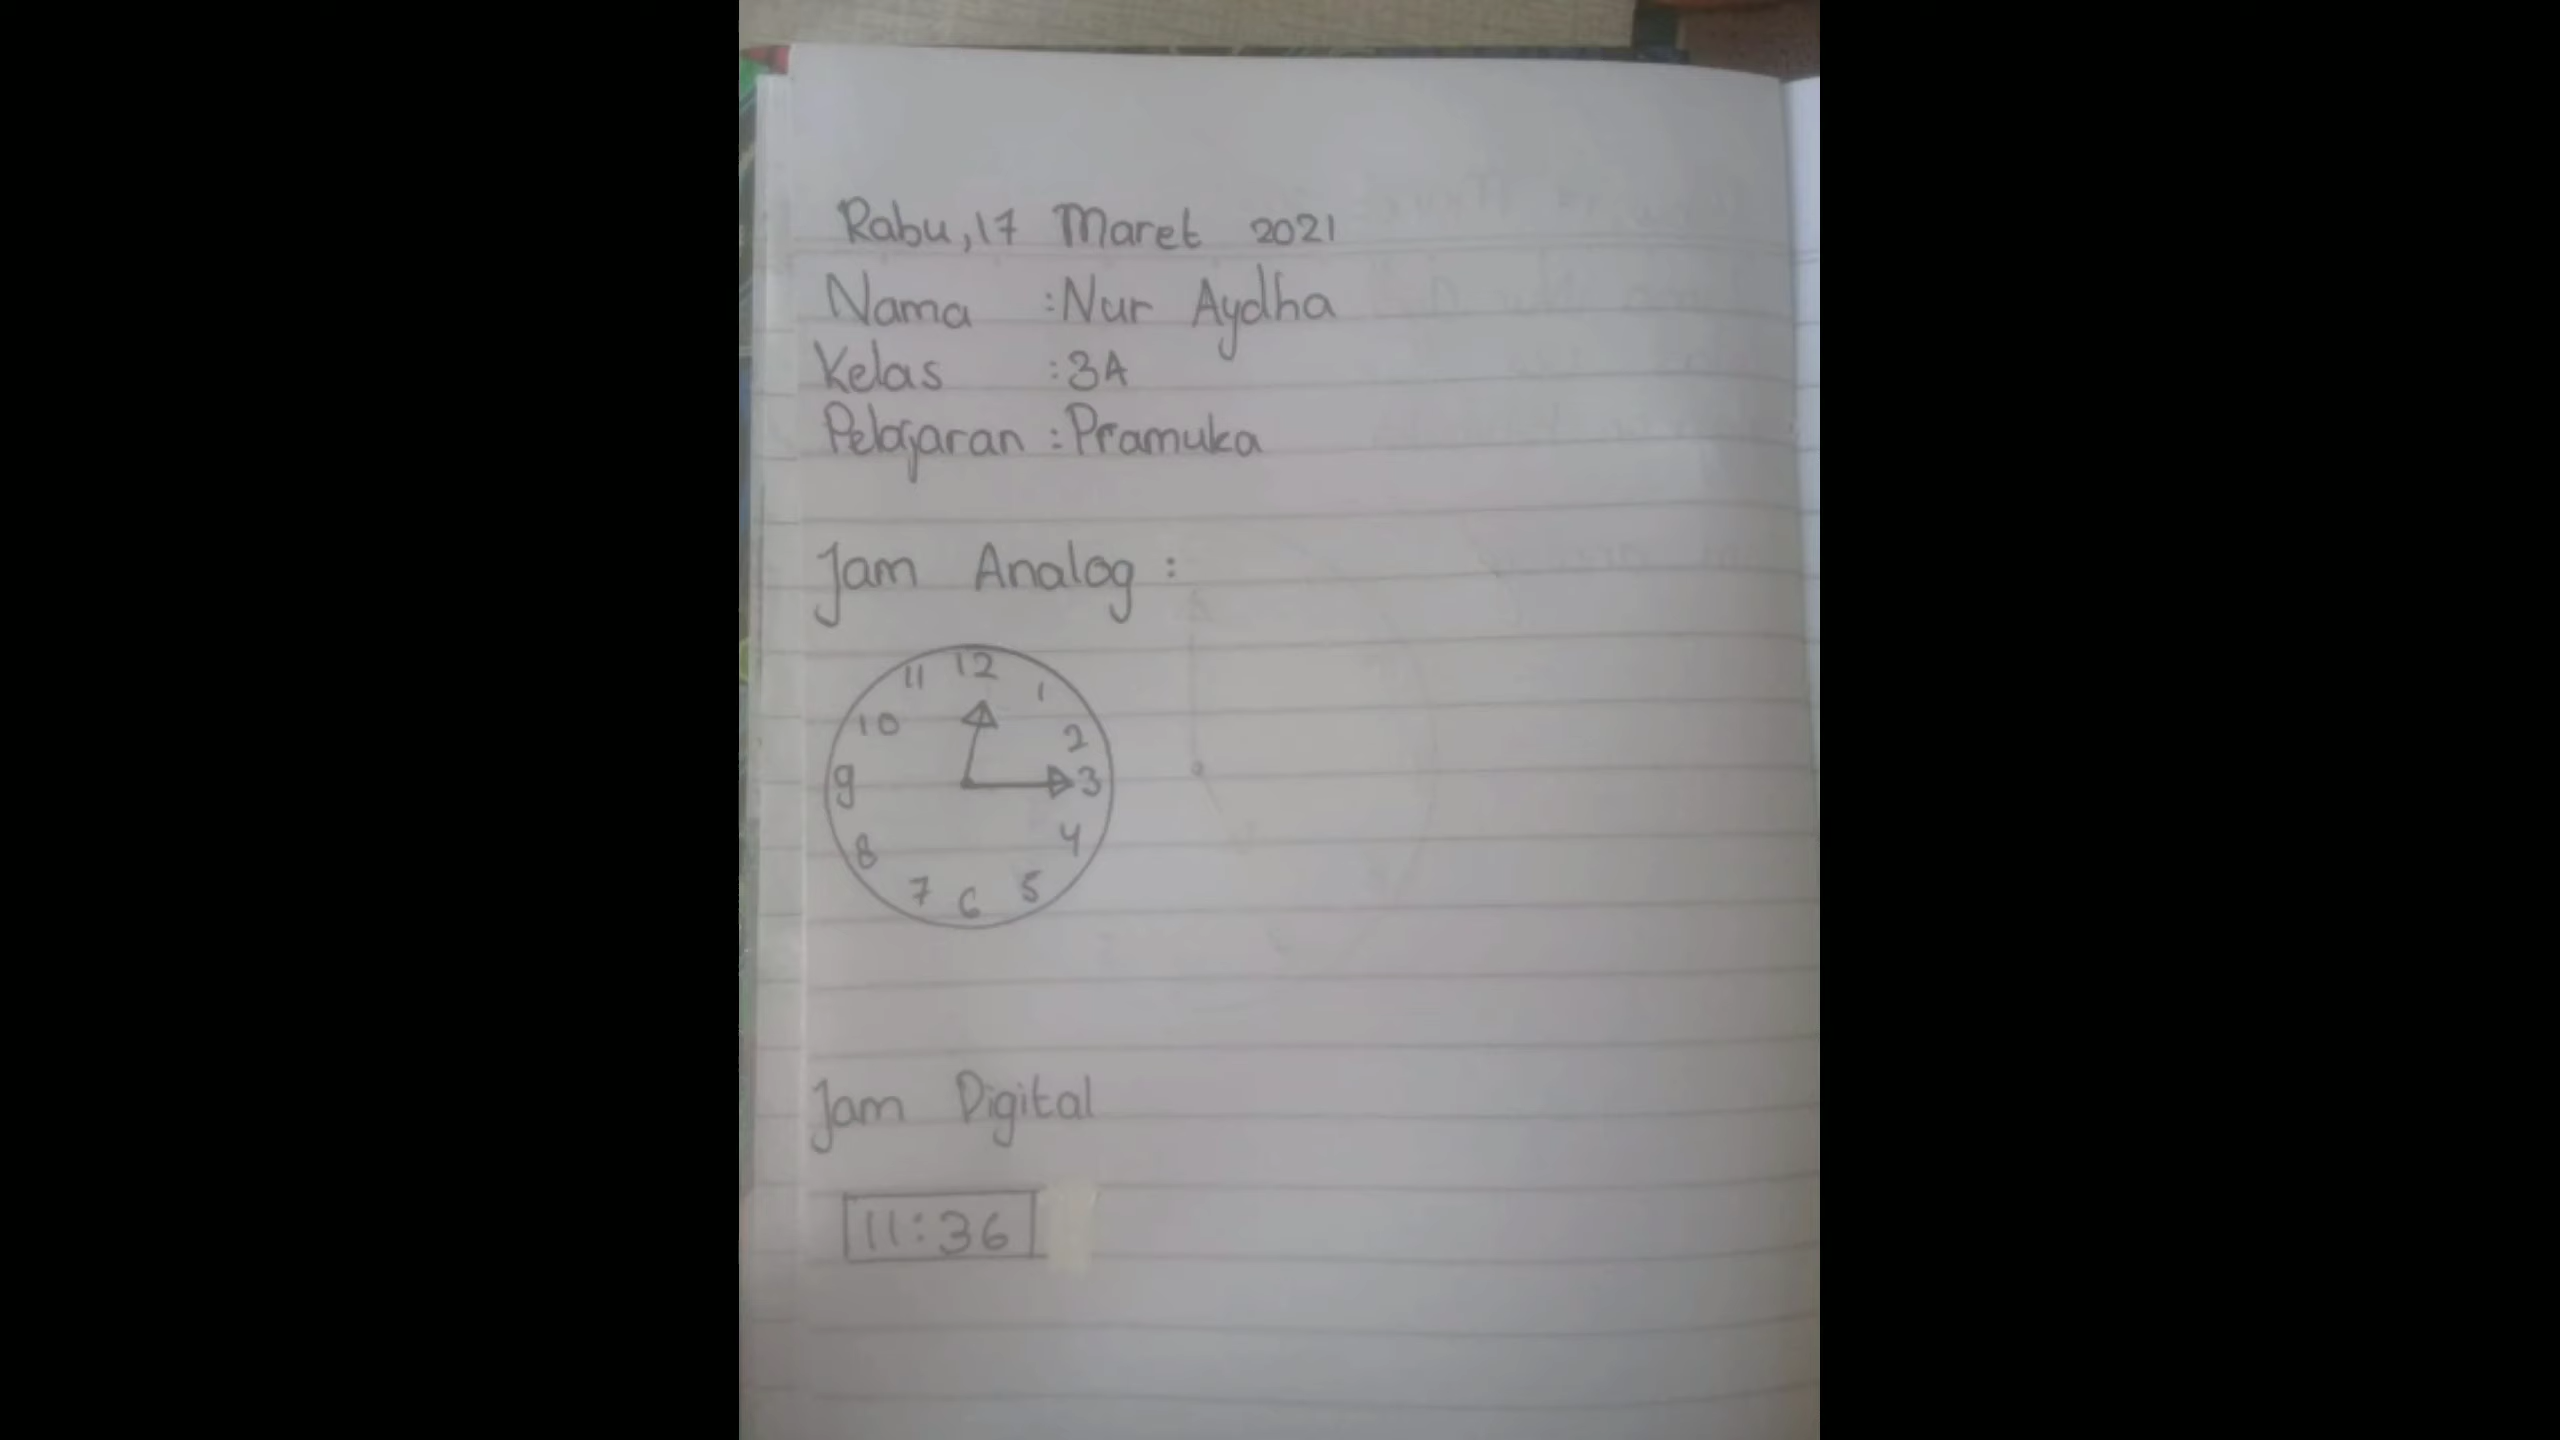 Rabu, 17 Maret 2021
Nama : Nur Aydha
Kelas : 3A
Pelajaran : Pramuka
Jam Analog :
12
11 1
10 2
9 3
8 4
7 6 5
Jam Digital
11:36